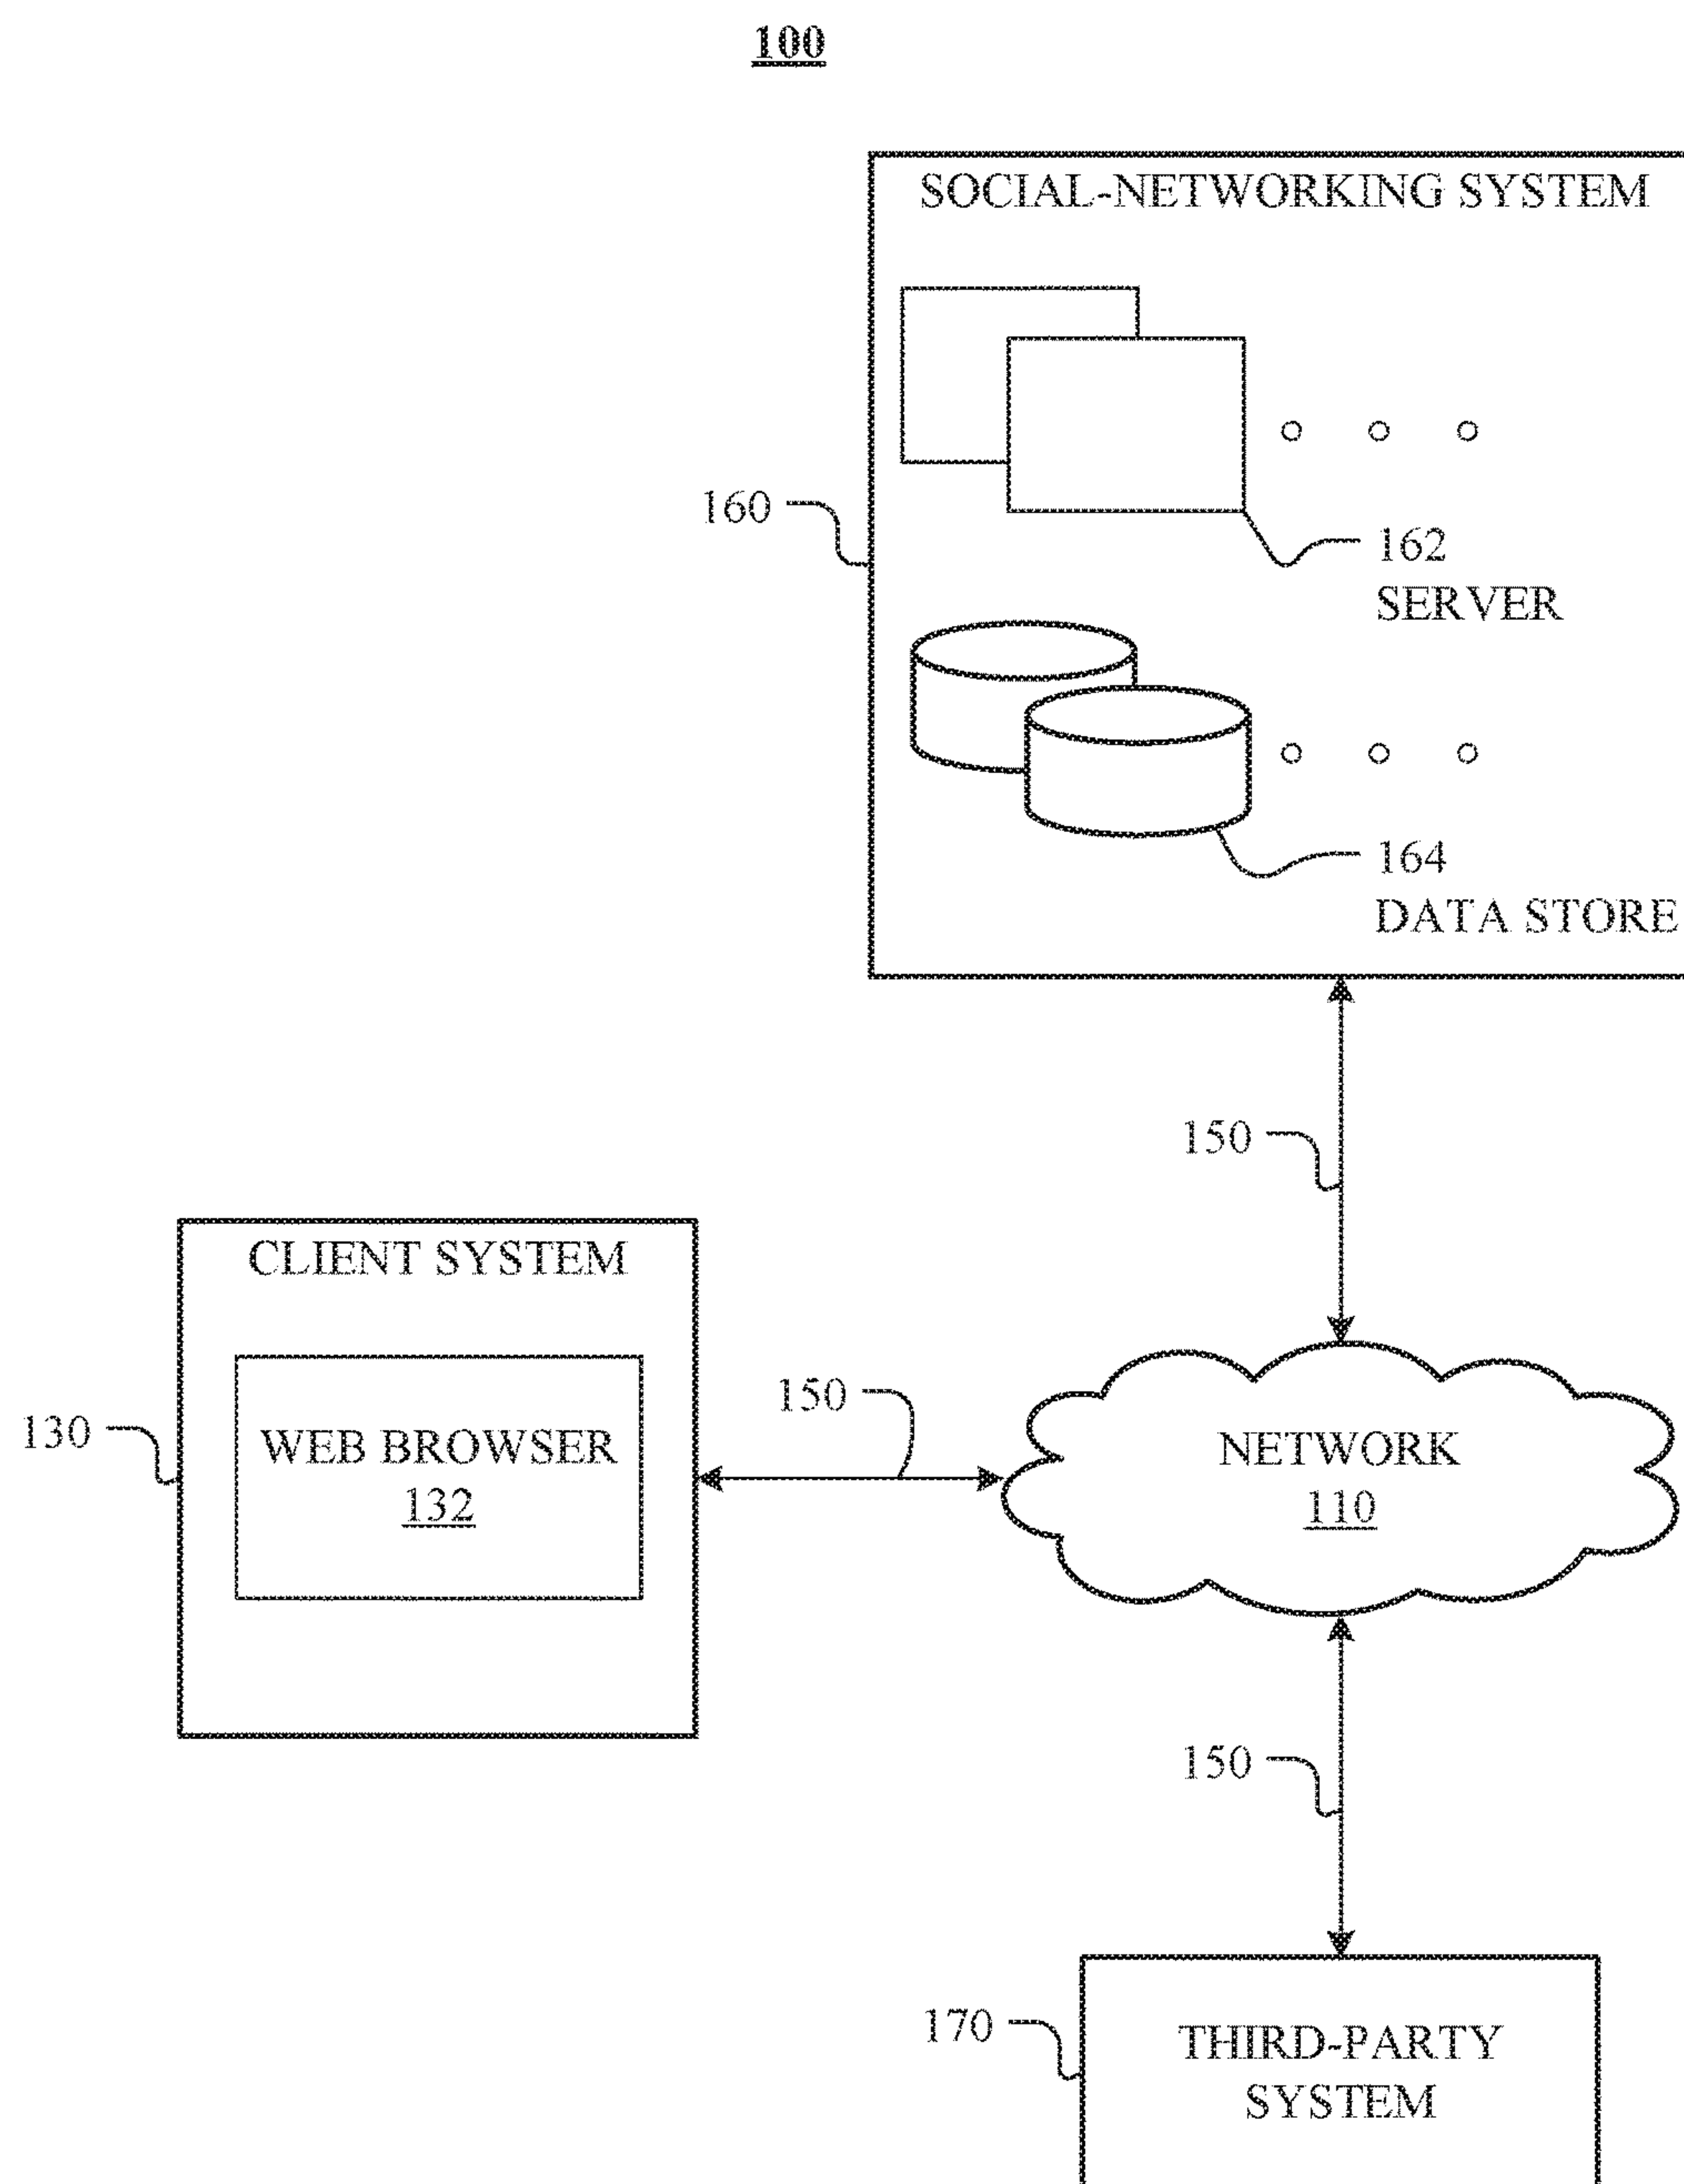 100
SOCIAL-NETWORKING SYSTEM
160
162
SERVER
164
DATA STORE
150
CLIENT SYSTEM
130
WEB BROWSER
132
150
NETWORK
110
150
170
THIRD-PARTY
SYSTEM